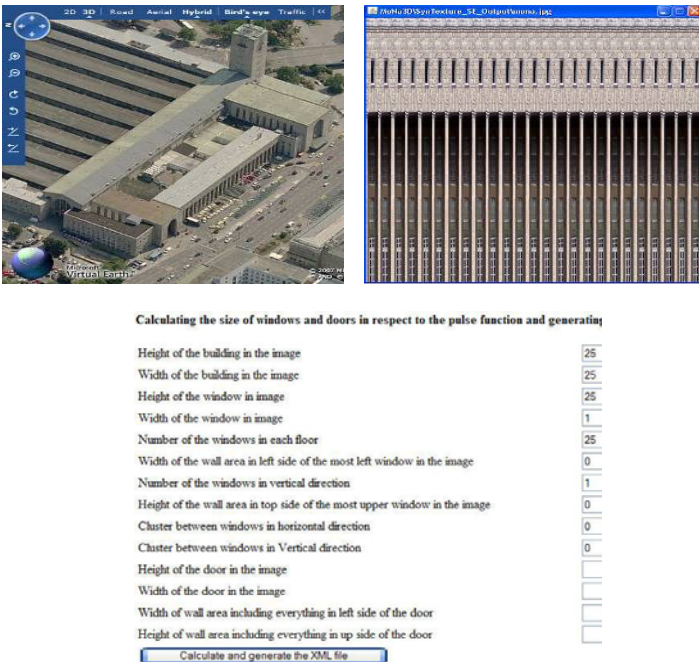 2D 3D | Road Aerial Hybrid | Bird's eye Traffic | <<
Microsoft
Virtual Earth
MoNa3D\SynTexture_St_Output\mona.jpg
Calculating the size of windows and doors in respect to the pulse function and generating
Height of the building in the image 25
Width of the building in the image 25
Height of the window in image 25
Width of the window in image 1
Number of the windows in each floor 25
Width of the wall area in left side of the most left window in the image 0
Number of the windows in vertical direction 1
Height of the wall area in top side of the most upper window in the image 0
Cluster between windows in horizontal direction 0
Cluster between windows in Vertical direction 0
Height of the door in the image
Width of the door in the image
Width of wall area including everything in left side of the door
Height of wall area including everything in up side of the door
Calculate and generate the XML file